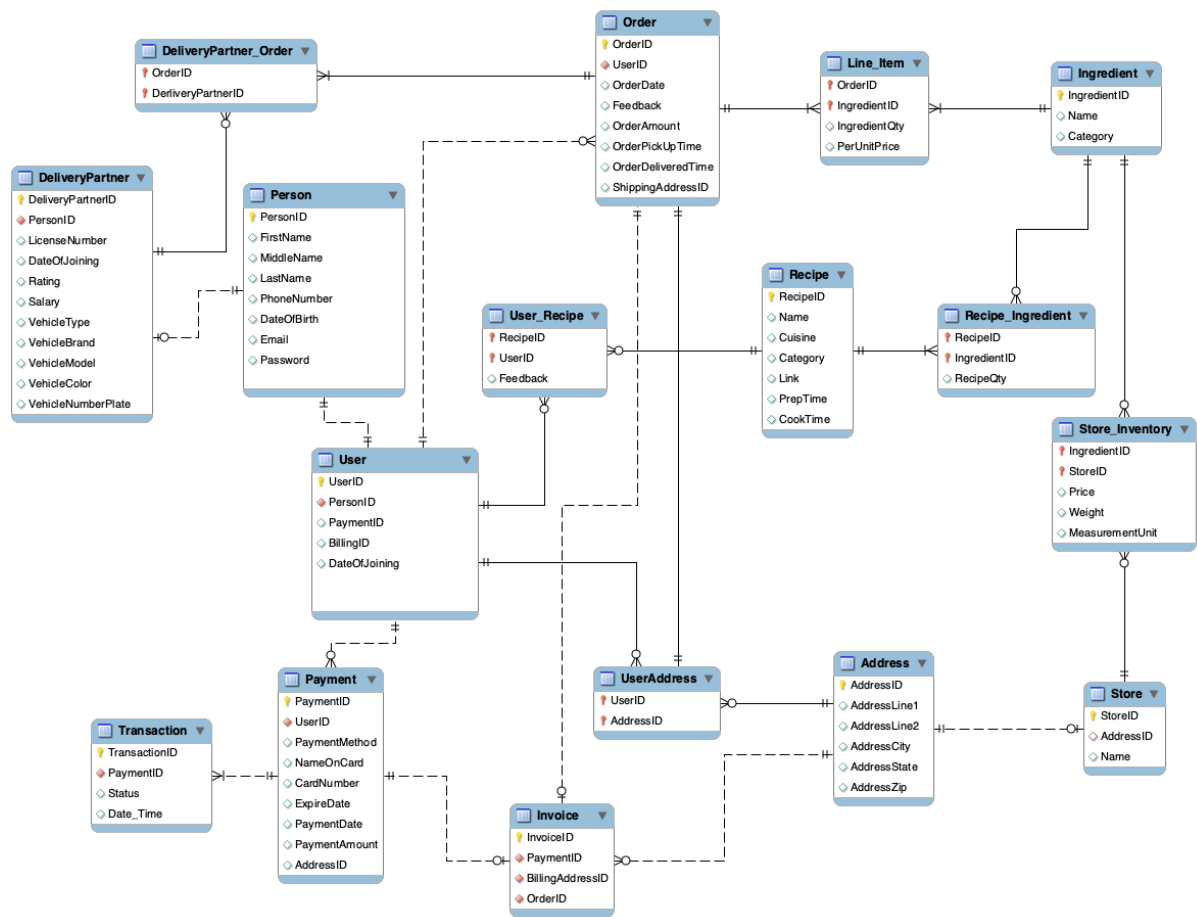 Order
OrderID
UserID
OrderDate
Feedback
OrderAmount
OrderPickUpTime
OrderDeliveredTime
ShippingAddressID
DeliveryPartner_Order
OrderID
DerliveryPartnerID
Line_Item
OrderID
IngredientID
IngredientQty
PerUnitPrice
Ingredient
IngredientID
Name
Category
DeliveryPartner
DeliveryPartnerID
PersonID
LicenseNumber
DateOfJoining
Rating
Salary
VehicleType
VehicleBrand
VehicleModel
VehicleColor
VehicleNumberPlate
Person
PersonID
FirstName
MiddleName
LastName
PhoneNumber
DateOfBirth
Email
Password
User_Recipe
RecipeID
UserID
Feedback
Recipe
RecipeID
Name
Cuisine
Category
Link
PrepTime
CookTime
Recipe_Ingredient
RecipeID
IngredientID
RecipeQty
Store_Inventory
IngredientID
StoreID
Price
Weight
MeasurementUnit
User
UserID
PersonID
PaymentID
BillingID
DateOfJoining
Payment
PaymentID
UserID
PaymentMethod
NameOnCard
CardNumber
ExpireDate
PaymentDate
PaymentAmount
AddressID
UserAddress
UserID
AddressID
Address
AddressID
AddressLine1
AddressLine2
AddressCity
AddressState
AddressZip
Store
StoreID
AddressID
Name
Transaction
TransactionID
PaymentID
Status
Date_Time
Invoice
InvoiceID
PaymentID
BillingAddressID
OrderID